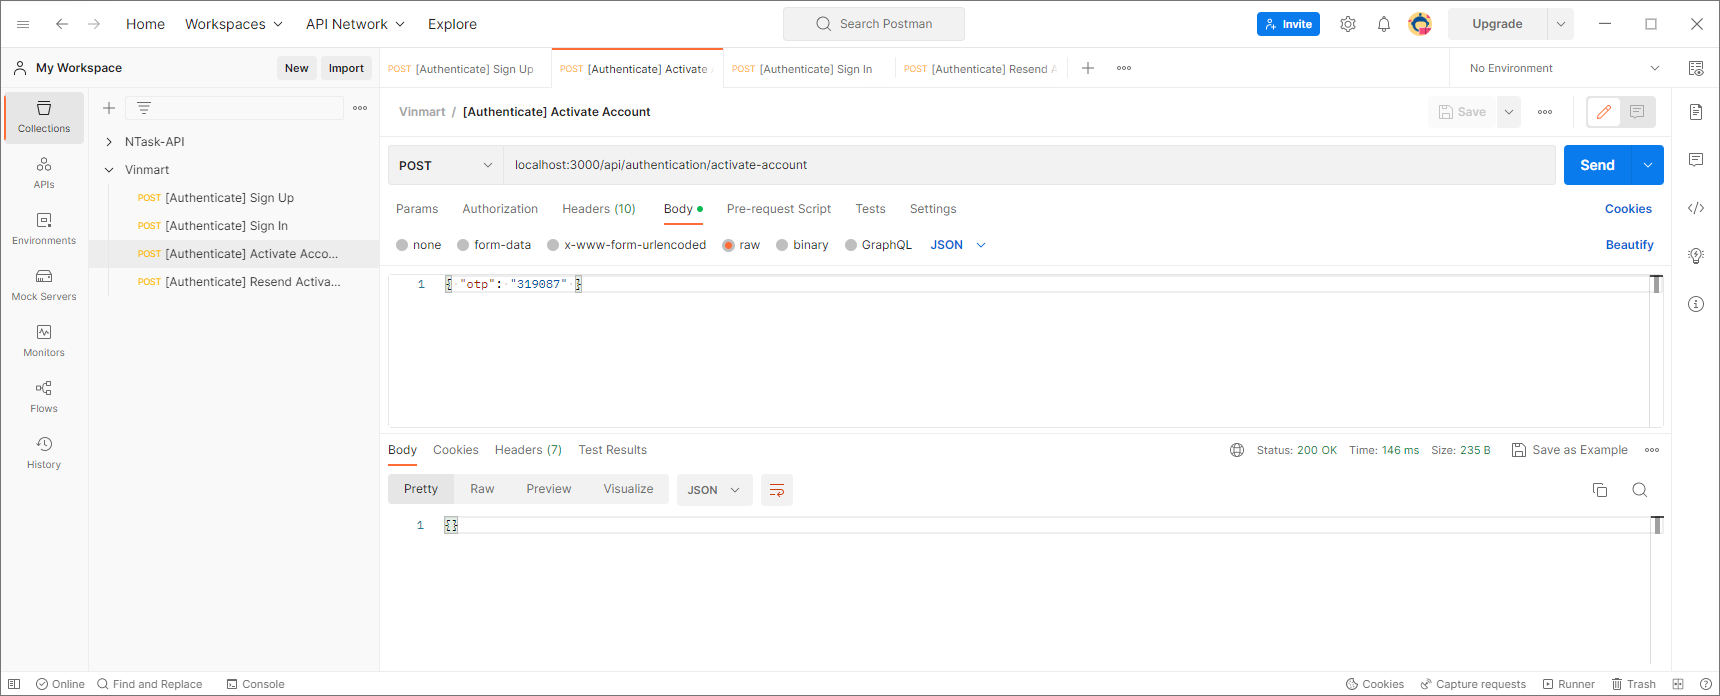 Home Workspaces API Network Explore Search Postman Invite Upgrade
My Workspace New Import POST [Authenticate] Sign Up POST [Authenticate] Activate POST [Authenticate] Sign In POST [Authenticate] Resend A No Environment
Collections
APIs
Environments
Mock Servers
Monitors
Flows
History
NTask-API
Vinmart
POST [Authenticate] Sign Up
POST [Authenticate] Sign In
POST [Authenticate] Activate Acco...
POST [Authenticate] Resend Activa...
Vinmart / [Authenticate] Activate Account Save
POST localhost:3000/api/authentication/activate-account Send
Params Authorization Headers (10) Body Pre-request Script Tests Settings Cookies
none form-data x-www-form-urlencoded raw binary GraphQL JSON Beautify
1 { "otp": "319087" }
Body Cookies Headers (7) Test Results Status: 200 OK Time: 146 ms Size: 235 B Save as Example
Pretty Raw Preview Visualize JSON
1 {}
Online Find and Replace Console Cookies Capture requests Runner Trash